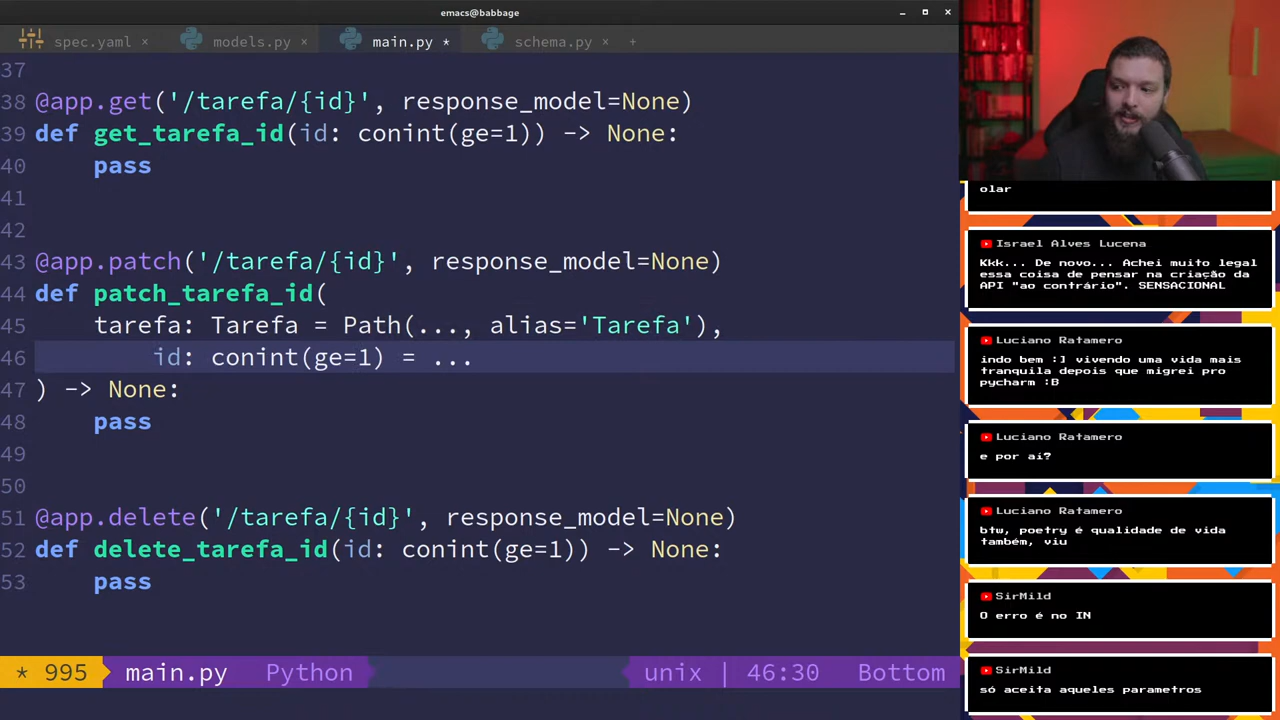 emacs@babbage
spec.yaml × models.py × main.py * schema.py × +
37
38 @app.get('/tarefa/{id}', response_model=None)
39 def get_tarefa_id(id: conint(ge=1)) -> None:
40 pass
41
42
43 @app.patch('/tarefa/{id}', response_model=None)
44 def patch_tarefa_id(
45 tarefa: Tarefa = Path(..., alias='Tarefa'),
46 id: conint(ge=1) = ...
47 ) -> None:
48 pass
49
50
51 @app.delete('/tarefa/{id}', response_model=None)
52 def delete_tarefa_id(id: conint(ge=1)) -> None:
53 pass
* 995 main.py Python unix | 46:30 Bottom
olar
Israel Alves Lucena
Kkk... De novo... Achei muito legal
essa coisa de pensar na criação da
API "ao contrário". SENSACIONAL
Luciano Ratamero
indo bem :] vivendo uma vida mais
tranquila depois que migrei pro
pycharm :B
Luciano Ratamero
e por aí?
Luciano Ratamero
btw, poetry é qualidade de vida
também, viu
SirMild
O erro é no IN
SirMild
só aceita aqueles parametros